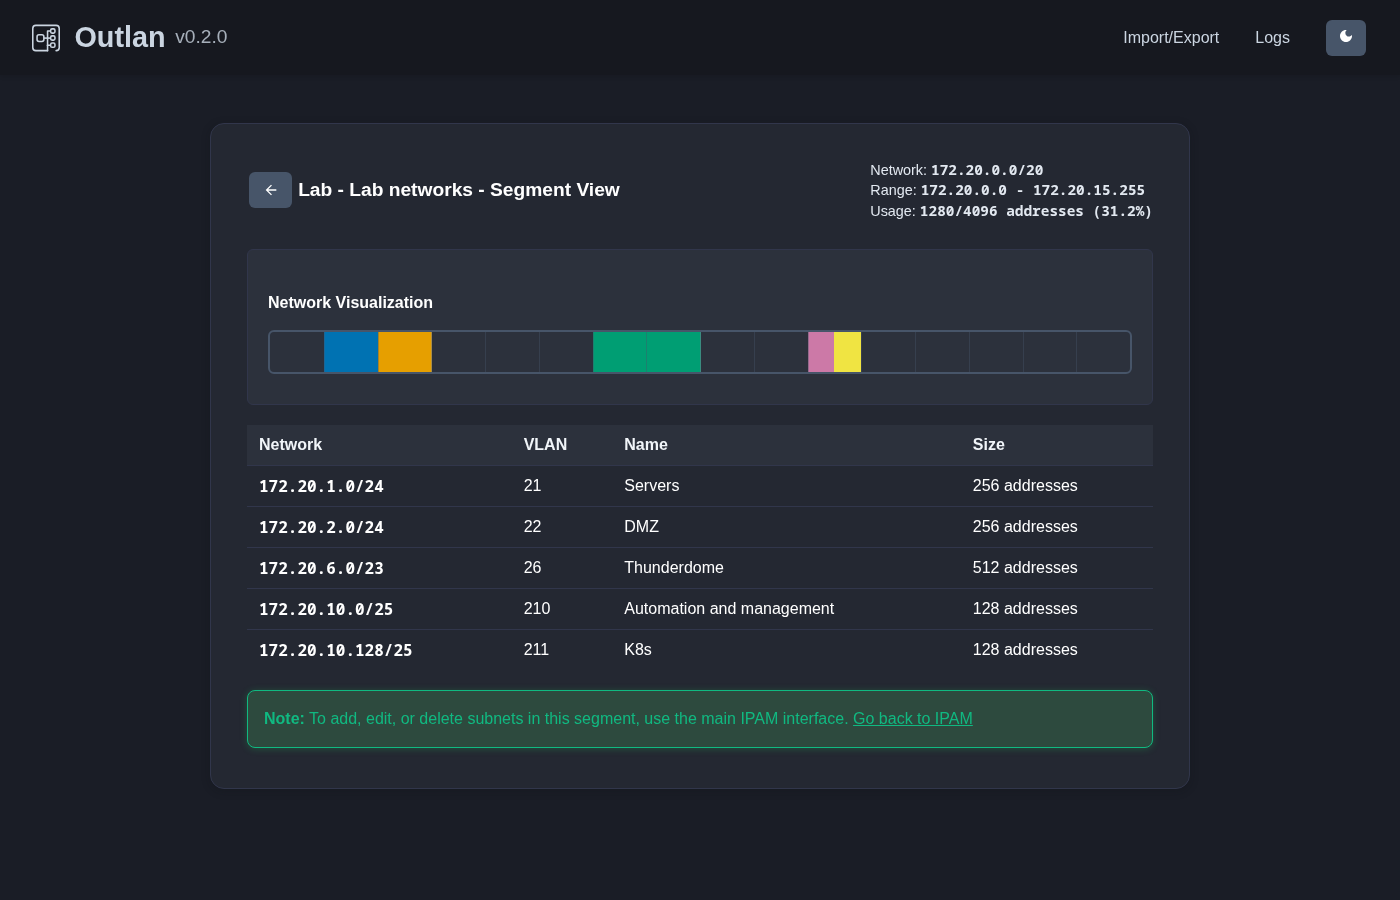 Outlan v0.2.0
Import/Export
Logs
Lab - Lab networks - Segment View
Network: 172.20.0.0/20
Range: 172.20.0.0 - 172.20.15.255
Usage: 1280/4096 addresses (31.2%)
Network Visualization
Network VLAN Name Size
172.20.1.0/24 21 Servers 256 addresses
172.20.2.0/24 22 DMZ 256 addresses
172.20.6.0/23 26 Thunderdome 512 addresses
172.20.10.0/25 210 Automation and management 128 addresses
172.20.10.128/25 211 K8s 128 addresses
Note: To add, edit, or delete subnets in this segment, use the main IPAM interface. Go back to IPAM